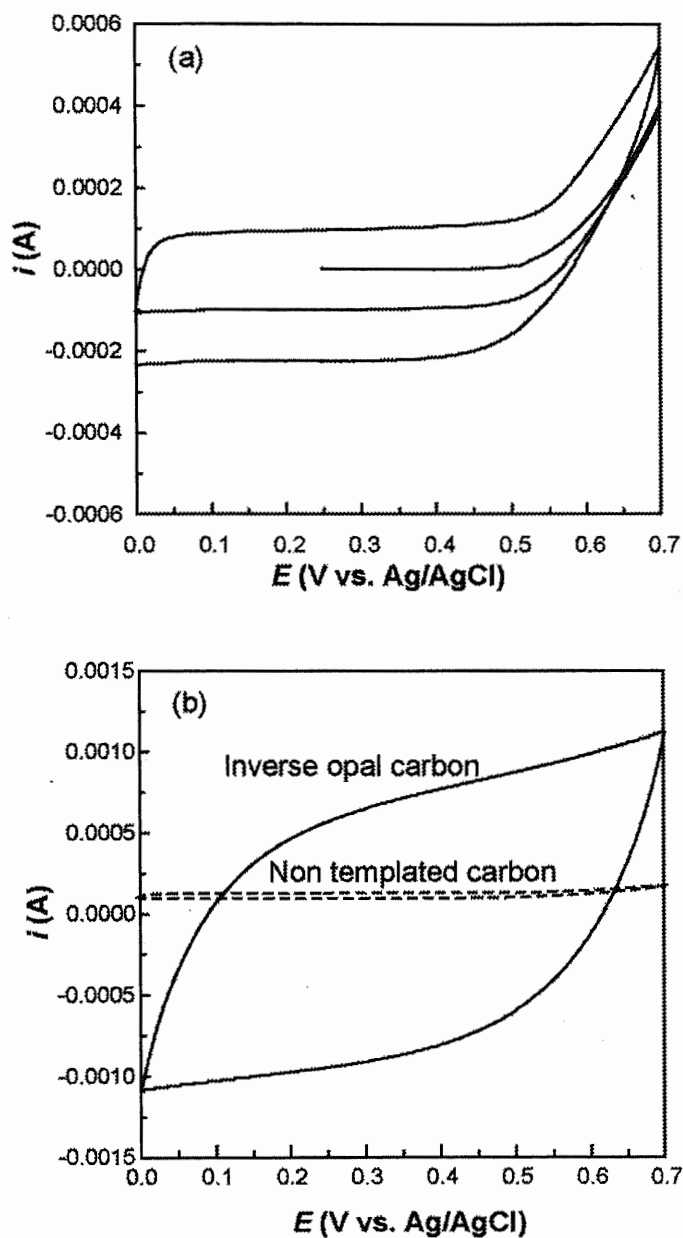 (a)
0.0006
0.0004
0.0002
0.0000
-0.0002
-0.0004
-0.0006
i (A)
0.0 0.1 0.2 0.3 0.4 0.5 0.6 0.7
E (V vs. Ag/AgCl)
(b)
0.0015
0.0010
0.0005
0.0000
-0.0005
-0.0010
-0.0015
i (A)
Inverse opal carbon
Non templated carbon
0.0 0.1 0.2 0.3 0.4 0.5 0.6 0.7
E (V vs. Ag/AgCl)